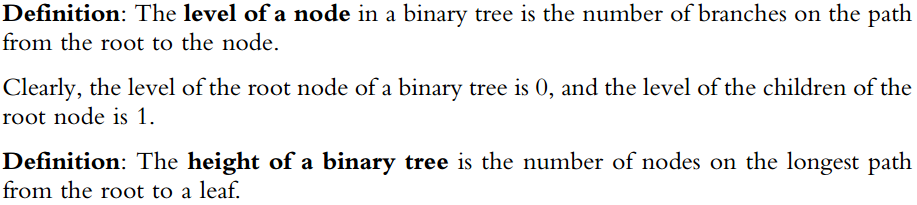 Definition: The level of a node in a binary tree is the number of branches on the path
from the root to the node.
Clearly, the level of the root node of a binary tree is 0, and the level of the children of the
root node is 1.
Definition: The height of a binary tree is the number of nodes on the longest path
from the root to a leaf.